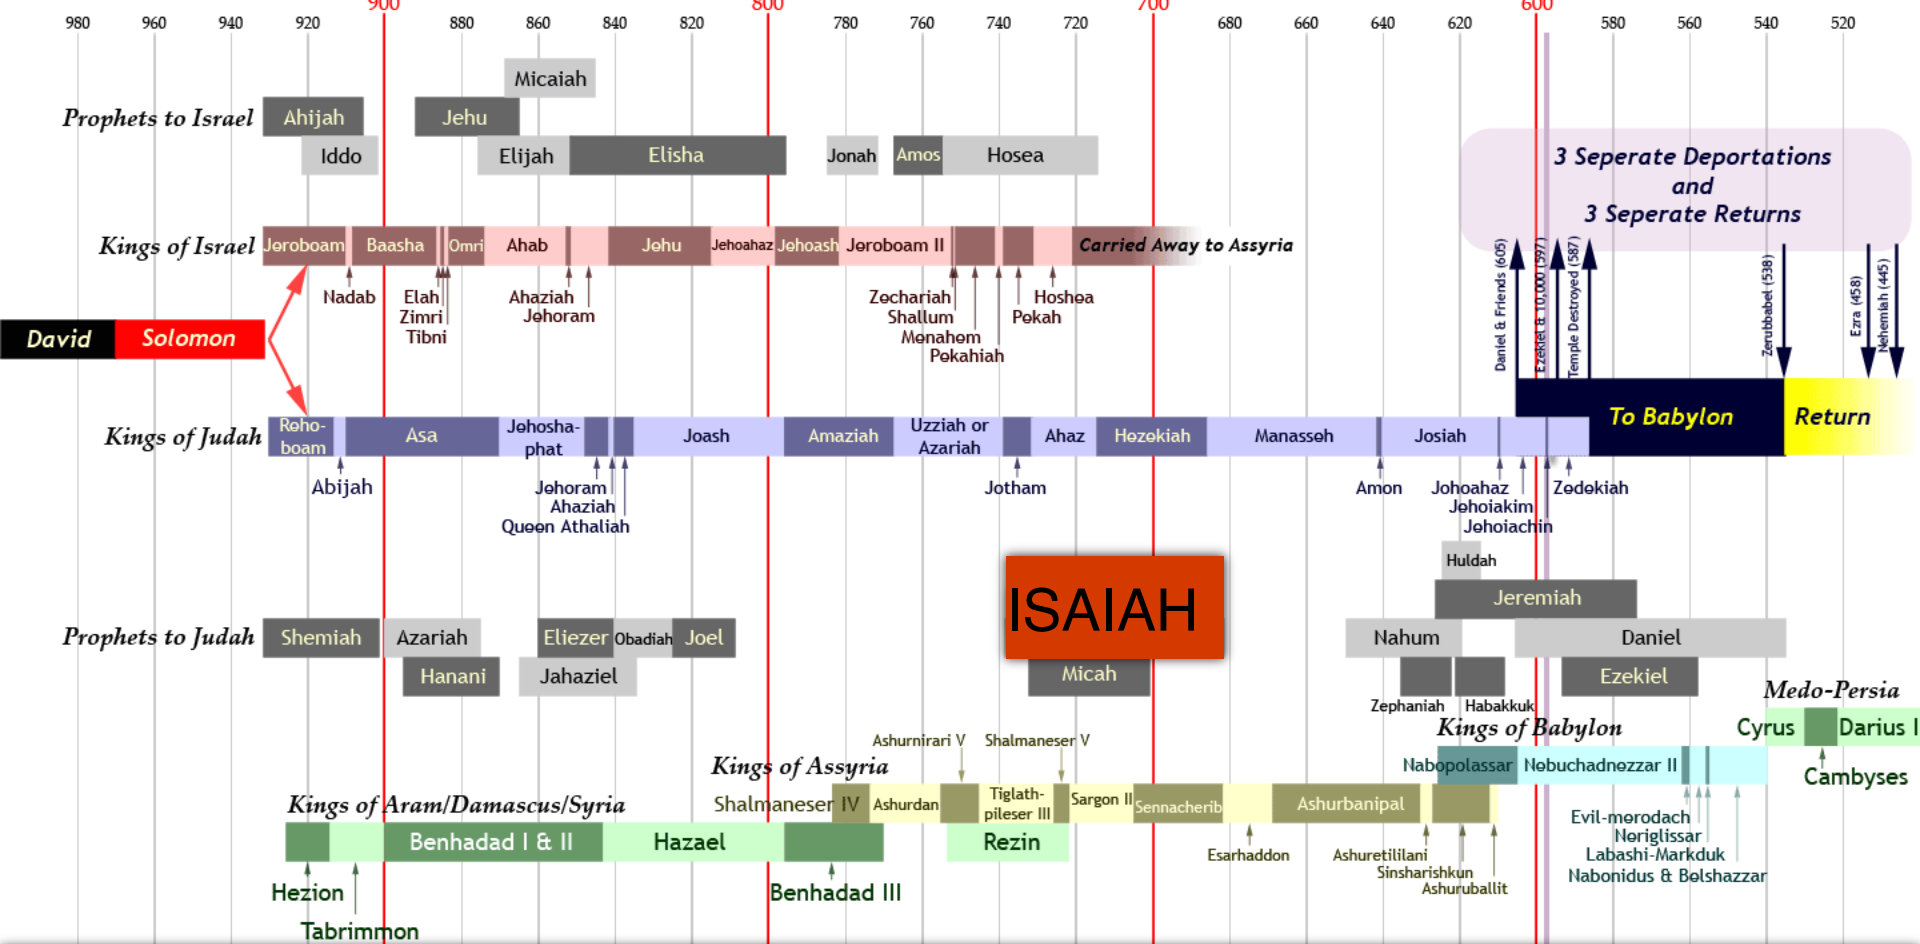 900 800 700 600
980 960 940 920 880 860 840 820 780 760 740 720 680 660 640 620 580 560 540 520
Micaiah
Prophets to Israel Ahijah Jehu
Iddo Elijah Elisha Jonah Amos Hosea
3 Seperate Deportations
and
3 Seperate Returns
Kings of Israel Jeroboam Baasha Omri Ahab Jehu Jehoahaz Jehoash Jeroboam II Carried Away to Assyria
Nadab Elah Ahaziah Zechariah Hoshea
Zimri Jehoram Shallum Pekah
Tibni Menahem
Pekahiah
David Solomon
Daniel & Friends (605)
Ezekiel & 10,000 (597)
Temple Destroyed (587)
Zerubbabel (538)
Ezra (458)
Nehemiah (445)
To Babylon Return
Kings of Judah
Reho-
boam
Asa
Jehosha-
phat
Joash Amaziah
Uzziah or
Azariah
Ahaz Hezekiah Manasseh Josiah
Abijah Jehoram Jotham Amon Johoahaz Zedekiah
Ahaziah Jehoiakim
Queen Athaliah Jehoiachin
Huldah
ISAIAH
Jeremiah
Prophets to Judah Shemiah Azariah Eliezer Obadiah Joel Nahum Daniel
Hanani Jahaziel Micah Ezekiel
Zephaniah Habakkuk
Medo-Persia
Cyrus Darius I
Cambyses
Kings of Babylon
Nabopolassar Nebuchadnezzar II
Evil-merodach
Neriglissar
Labashi-Markduk
Nabonidus & Belshazzar
Ashurnirari V Shalmaneser V
Kings of Assyria
Shalmaneser IV Ashurdan
Tiglath-
pileser III
Sargon II Sennacherib Ashurbanipal
Esarhaddon Ashuretililani
Sinsharishkun
Ashuruballit
Kings of Aram/Damascus/Syria
Benhadad I & II Hazael Rezin
Hezion Benhadad III
Tabrimmon